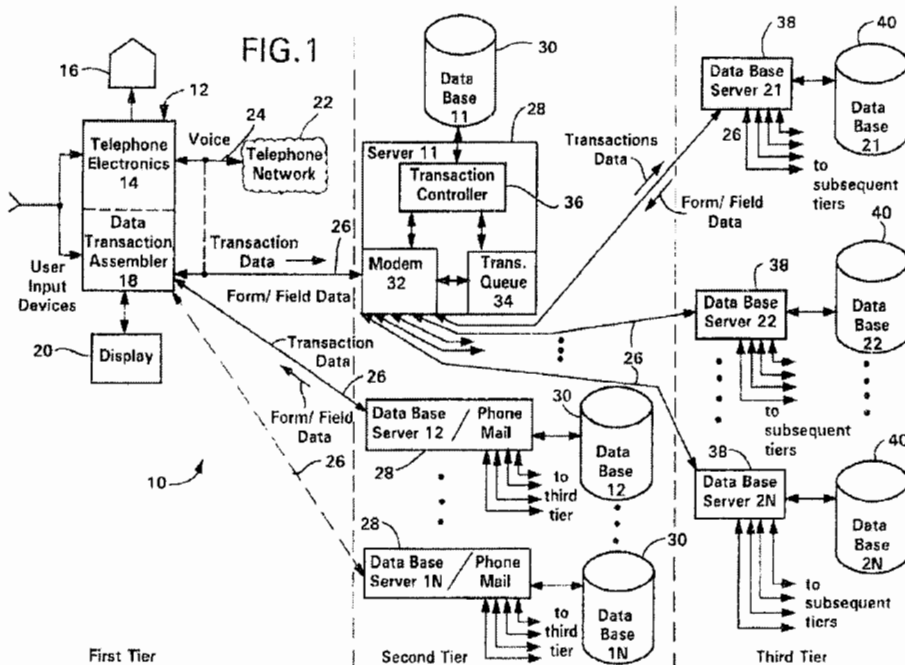 FIG.1
16
12
24
22
Voice
Telephone
Electronics
14
Telephone
Network
Data
Transaction
Assembler
18
User
Input
Devices
Transaction
Data
26
Form/ Field Data
20
Display
Transaction
Data
26
Form/ Field
Data
26
10
First Tier
30
Data
Base
11
28
Server 11
Transaction
Controller
36
Modem
32
Trans.
Queue
34
Transactions
Data
Form/ Field
Data
26
26
Data Base
Server 12
/
Phone
Mail
28
30
Data
Base
12
to
third
tier
28
Data Base
Server 1N
/
Phone
Mail
30
Data
Base
1N
to
third
tier
Second Tier
38
40
Data Base
Server 21
Data
Base
21
26
to
subsequent
tiers
38
40
Data Base
Server 22
Data
Base
22
to
subsequent
tiers
38
40
Data Base
Server 2N
Data
Base
2N
to
subsequent
tiers
Third Tier